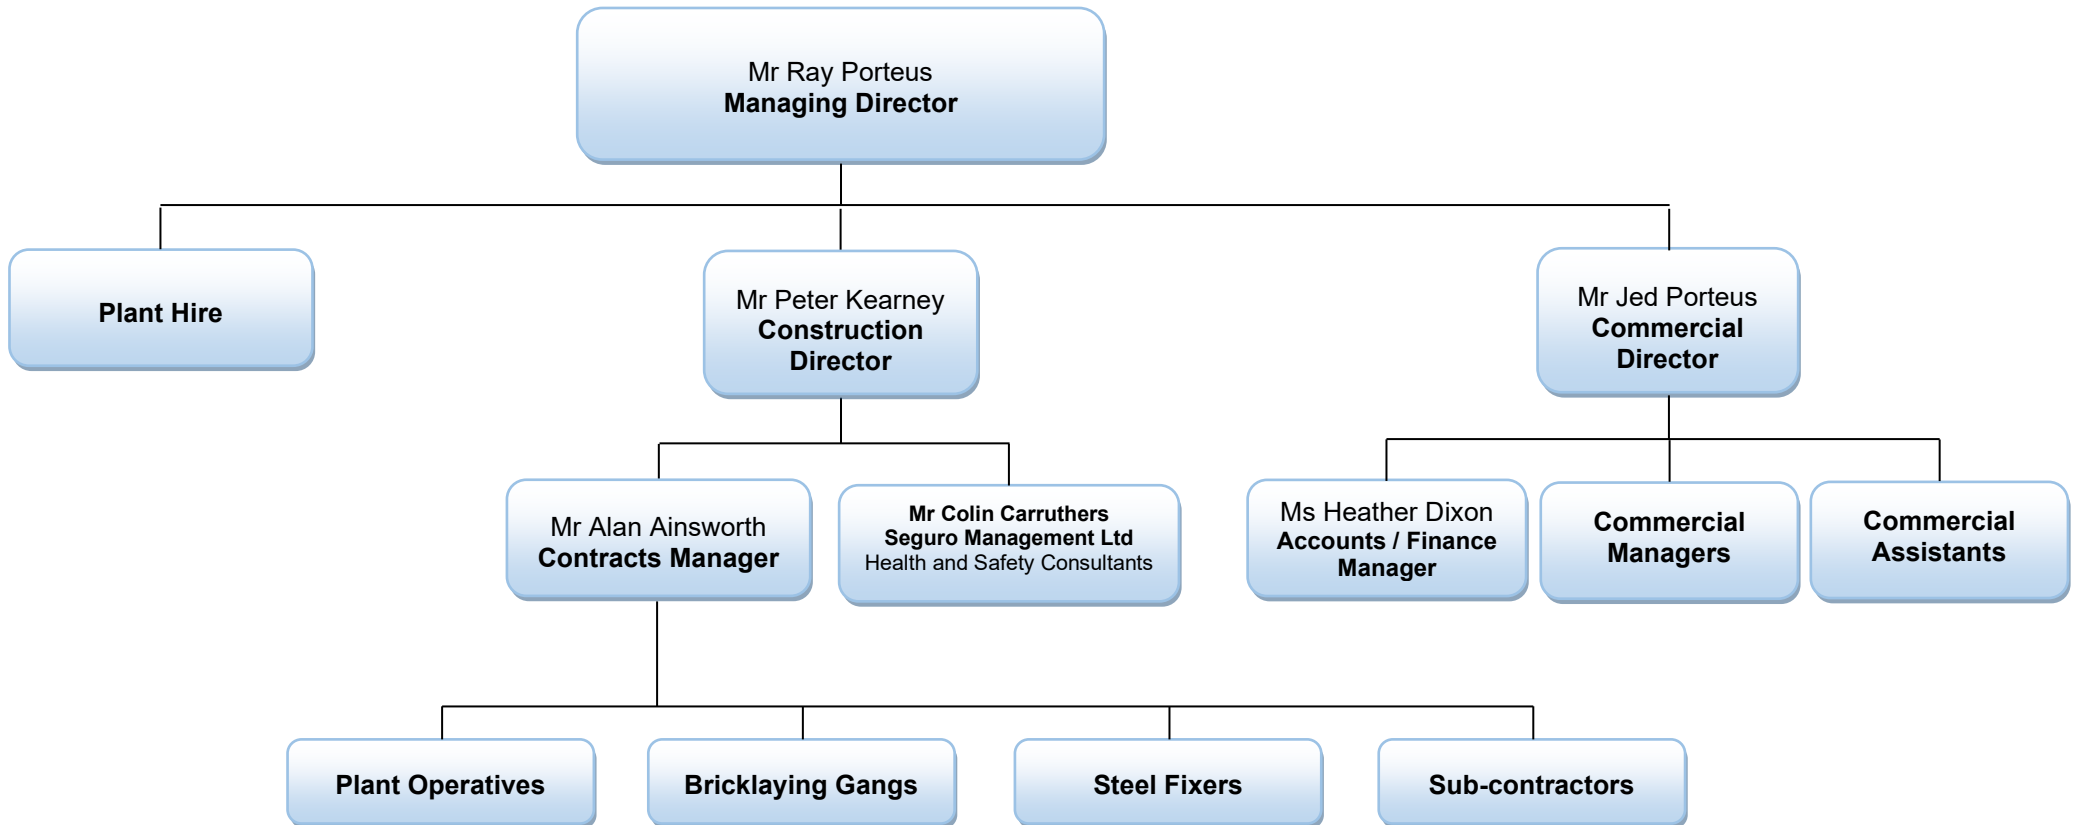 Mr Ray Porteus
Managing Director
Plant Hire
Mr Peter Kearney
Construction
Director
Mr Jed Porteus
Commercial
Director
Mr Alan Ainsworth
Contracts Manager
Mr Colin Carruthers
Seguro Management Ltd
Health and Safety Consultants
Ms Heather Dixon
Accounts / Finance
Manager
Commercial
Managers
Commercial
Assistants
Plant Operatives
Bricklaying Gangs
Steel Fixers
Sub-contractors